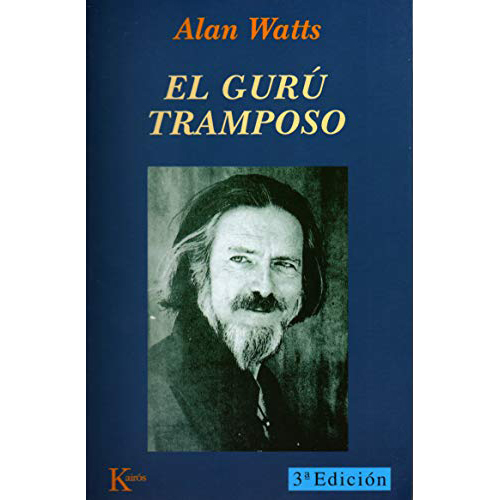 Alan Watts
EL GURÚ
TRAMPOSO
Kairós
3ª Edición